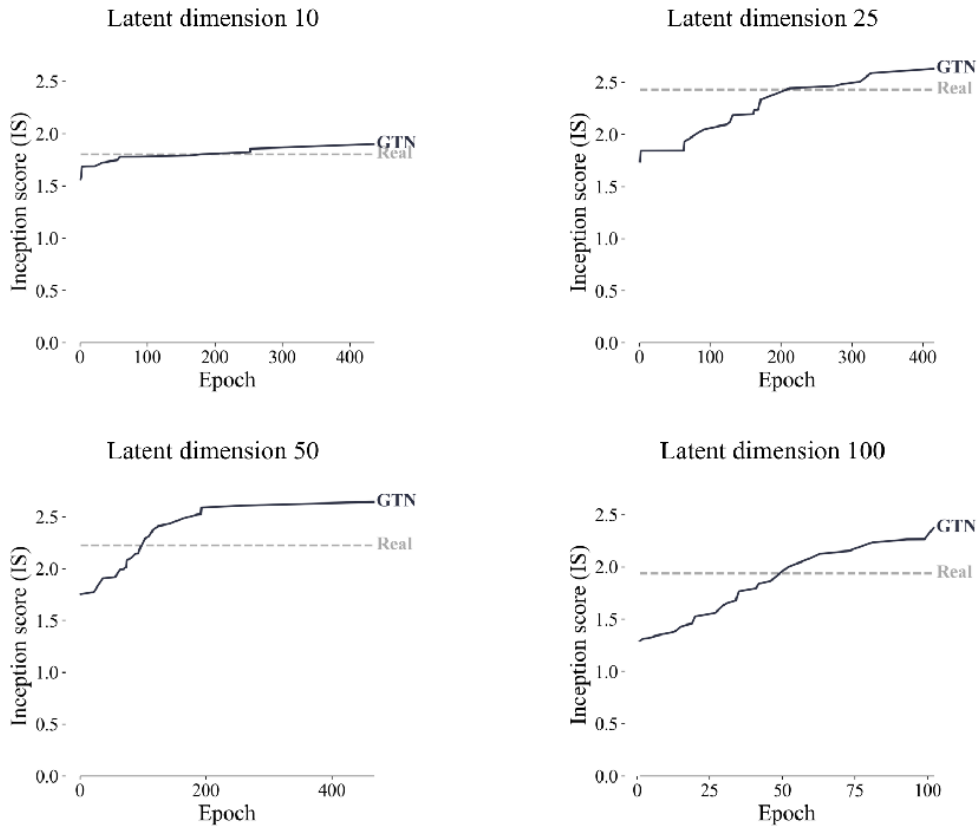 Latent dimension 10
Inception score (IS)
2.5
2.0
1.5
1.0
0.5
0.0
GTN
Real
0 100 200 300 400
Epoch
Latent dimension 25
Inception score (IS)
2.5
2.0
1.5
1.0
0.5
0.0
GTN
Real
0 100 200 300 400
Epoch
Latent dimension 50
Inception score (IS)
2.5
2.0
1.5
1.0
0.5
0.0
GTN
Real
0 200 400
Epoch
Latent dimension 100
Inception score (IS)
2.5
2.0
1.5
1.0
0.5
0.0
GTN
Real
0 25 50 75 100
Epoch